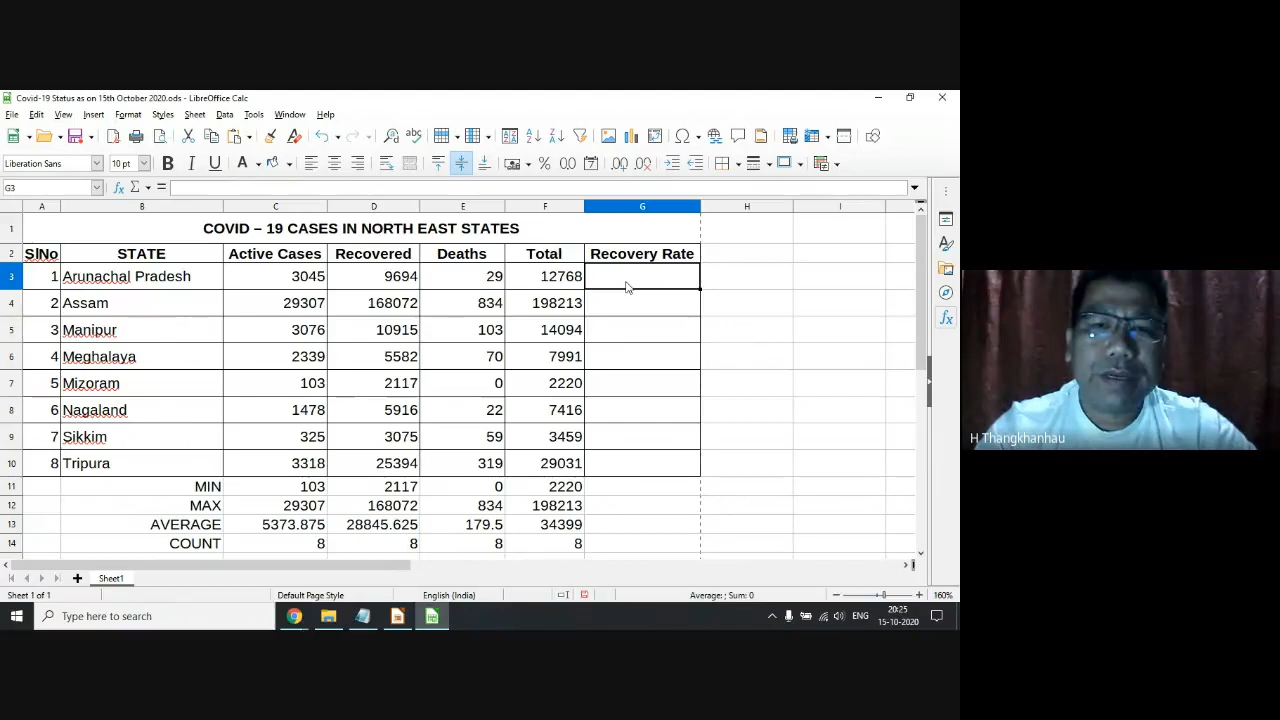 Covid-19 Status as on 15th October 2020.ods - LibreOffice Calc
File Edit View Insert Format Styles Sheet Data Tools Window Help
Liberation Sans 10 pt
G3
A B C D E F G H I
1 COVID – 19 CASES IN NORTH EAST STATES
2 SlNo STATE Active Cases Recovered Deaths Total Recovery Rate
3 1 Arunachal Pradesh 3045 9694 29 12768
4 2 Assam 29307 168072 834 198213
5 3 Manipur 3076 10915 103 14094
6 4 Meghalaya 2339 5582 70 7991
7 5 Mizoram 103 2117 0 2220
8 6 Nagaland 1478 5916 22 7416
9 7 Sikkim 325 3075 59 3459
10 8 Tripura 3318 25394 319 29031
11 MIN 103 2117 0 2220
12 MAX 29307 168072 834 198213
13 AVERAGE 5373.875 28845.625 179.5 34399
14 COUNT 8 8 8 8
Sheet1
Sheet 1 of 1 Default Page Style English (India) Average: ; Sum: 0 160%
Type here to search ENG 20:25
15-10-2020
H Thangkhanhau